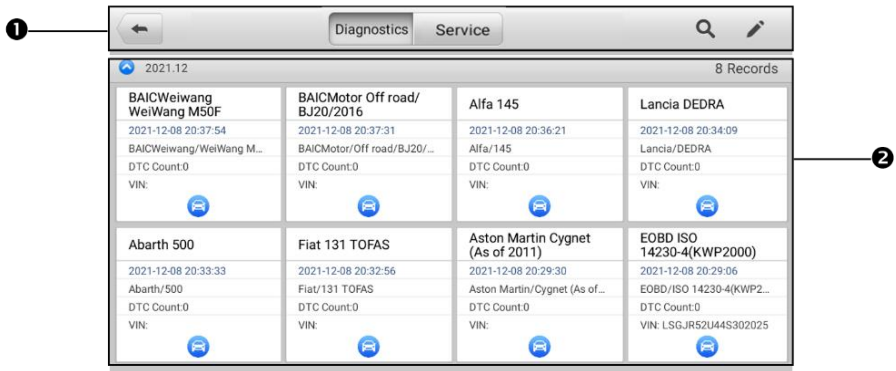 ❶
Diagnostics Service
2021.12 8 Records
BAICWeiwang
WeiWang M50F
2021-12-08 20:37:54
BAICWeiwang/WeiWang M...
DTC Count:0
VIN:
BAICMotor Off road/
BJ20/2016
2021-12-08 20:37:31
BAICMotor/Off road/BJ20/...
DTC Count:0
VIN:
Alfa 145
2021-12-08 20:36:21
Alfa/145
DTC Count:0
VIN:
Lancia DEDRA
2021-12-08 20:34:09
Lancia/DEDRA
DTC Count:0
VIN:
❷
Abarth 500
2021-12-08 20:33:33
Abarth/500
DTC Count:0
VIN:
Fiat 131 TOFAS
2021-12-08 20:32:56
Fiat/131 TOFAS
DTC Count:0
VIN:
Aston Martin Cygnet
(As of 2011)
2021-12-08 20:29:30
Aston Martin/Cygnet (As of...
DTC Count:0
VIN:
EOBD ISO
14230-4(KWP2000)
2021-12-08 20:29:06
EOBD/ISO 14230-4(KWP2...
DTC Count:0
VIN: LSGJR52U44S302025